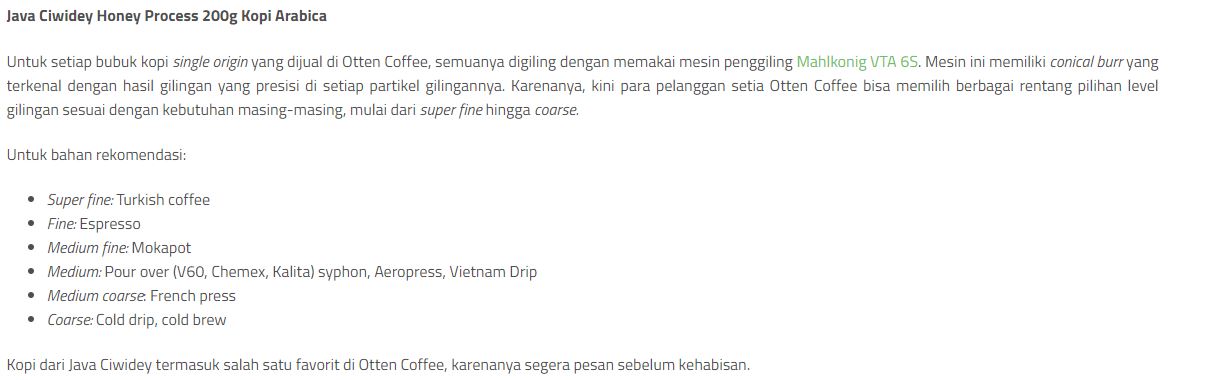 Java Ciwidey Honey Process 200g Kopi Arabica
Untuk setiap bubuk kopi single origin yang dijual di Otten Coffee, semuanya digiling dengan memakai mesin penggiling Mahlkonig VTA 6S. Mesin ini memiliki conical burr yang
terkenal dengan hasil gilingan yang presisi di setiap partikel gilingannya. Karenanya, kini para pelanggan setia Otten Coffee bisa memilih berbagai rentang pilihan level
gilingan sesuai dengan kebutuhan masing-masing, mulai dari super fine hingga coarse.
Untuk bahan rekomendasi:
• Super fine: Turkish coffee
• Fine: Espresso
• Medium fine: Mokapot
• Medium: Pour over (V60, Chemex, Kalita) syphon, Aeropress, Vietnam Drip
• Medium coarse: French press
• Coarse: Cold drip, cold brew
Kopi dari Java Ciwidey termasuk salah satu favorit di Otten Coffee, karenanya segera pesan sebelum kehabisan.